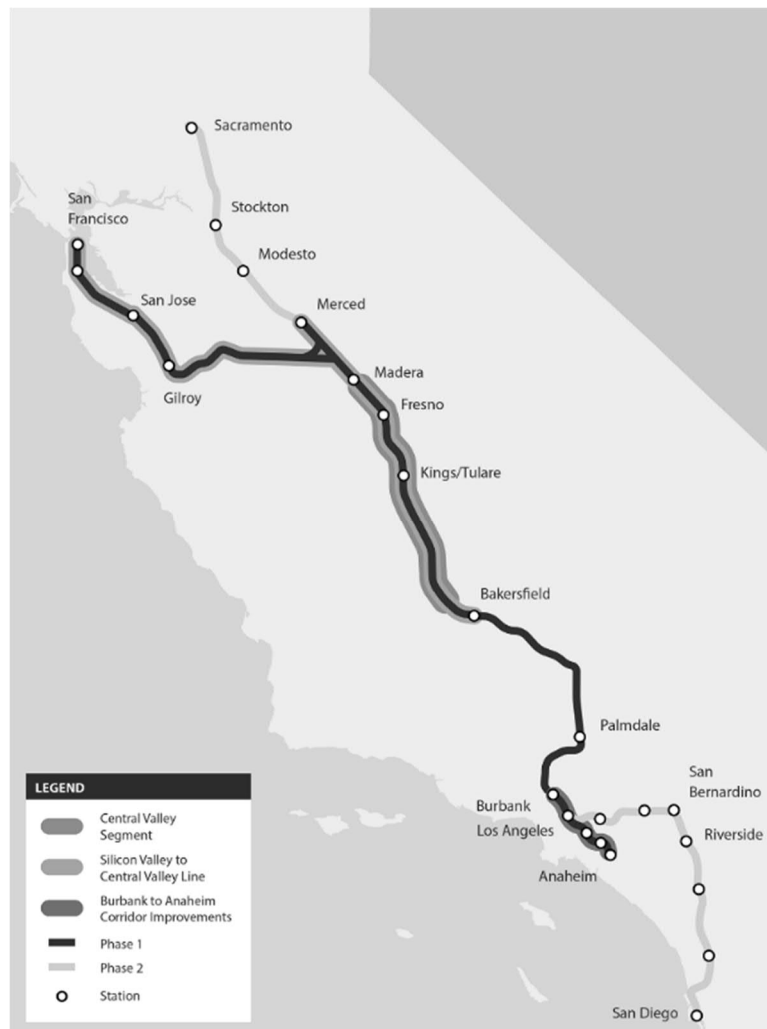 Sacramento
San
Francisco
Stockton
Modesto
San Jose
Merced
Gilroy
Madera
Fresno
Kings/Tulare
Bakersfield
Palmdale
San
Bernardino
Burbank
Los Angeles
Riverside
Anaheim
San Diego
LEGEND
Central Valley
Segment
Silicon Valley to
Central Valley Line
Burbank to Anaheim
Corridor Improvements
Phase 1
Phase 2
Station